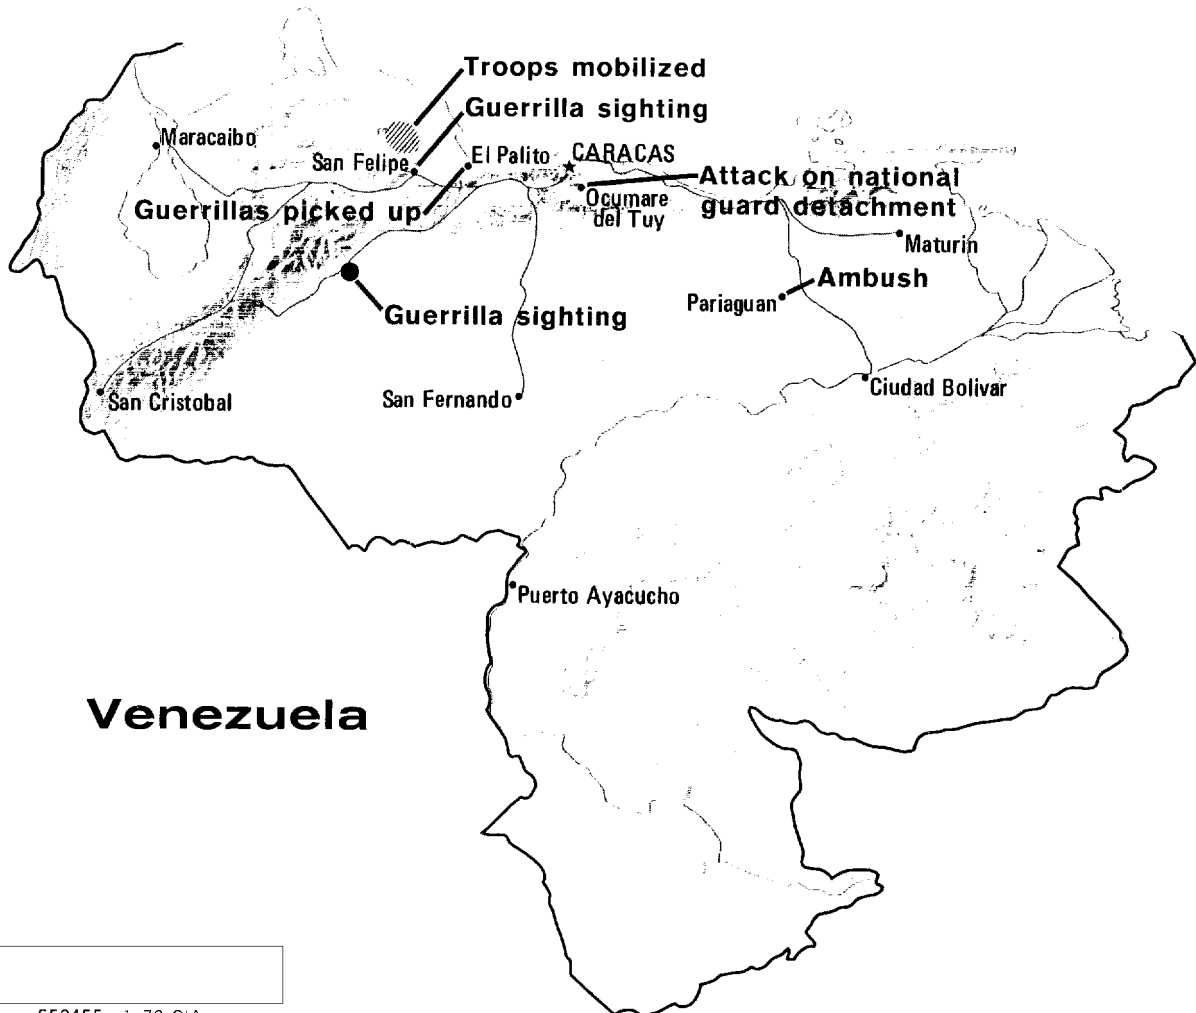 Troops mobilized
Guerrilla sighting
Maracaibo
San Felipe
El Palito
CARACAS
Attack on national
guard detachment
Ocumare
del Tuy
Guerrillas picked up
Maturin
Ambush
Pariaguan
Guerrilla sighting
San Cristobal
San Fernando
Ciudad Bolivar
Puerto Ayacucho
Venezuela